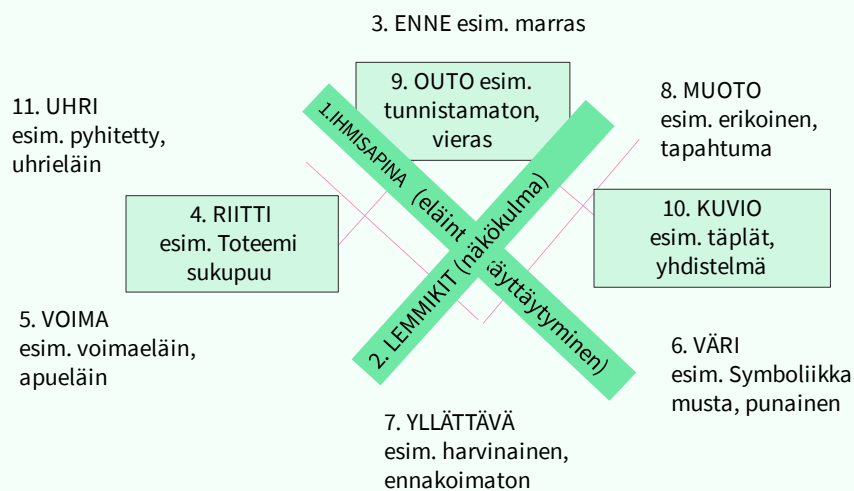 3. ENNE esim. marras
9. OUTO esim.
tunnistamaton,
vieras
8. MUOTO
esim. erikoinen,
tapahtuma
11. UHRI
esim. pyhitetty,
uhrieläin
1.IHMISAPINA (eläint käyttäytyminen)
2. LEMMIKIT (näkökulma)
4. RIITTI
esim. Toteemi
sukupuu
10. KUVIO
esim. täplät,
yhdistelmä
5. VOIMA
esim. voimaeläin,
apueläin
6. VÄRI
esim. Symboliikka
musta, punainen
7. YLLÄTTÄVÄ
esim. harvinainen,
ennakoimaton